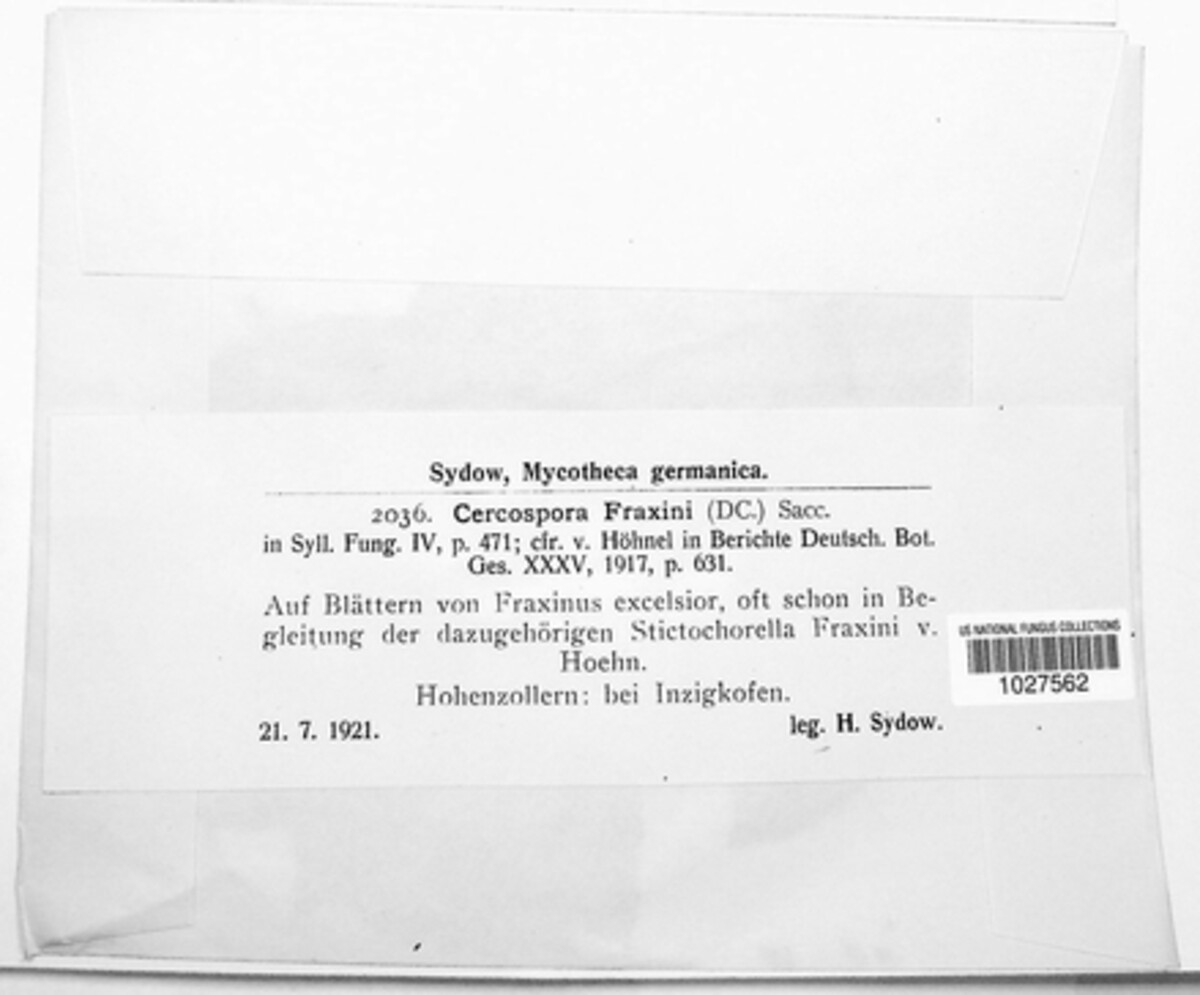 Sydow, Mycotheca germanica.
2036. Cercospora Fraxini (DC.) Sacc.
in Syll. Fung. IV, p. 471; cfr. v. Höhnel in Berichte Deutsch. Bot.
Ges. XXXV, 1917, p. 631.
Auf Blättern von Fraxinus excelsior, oft schon in Be-
gleitung der dazugehörigen Stictochorella Fraxini v.
Hoehn.
Hohenzollern: bei Inzigkofen.
21. 7. 1921. leg. H. Sydow.
US NATIONAL FUNGUS COLLECTIONS
1027562